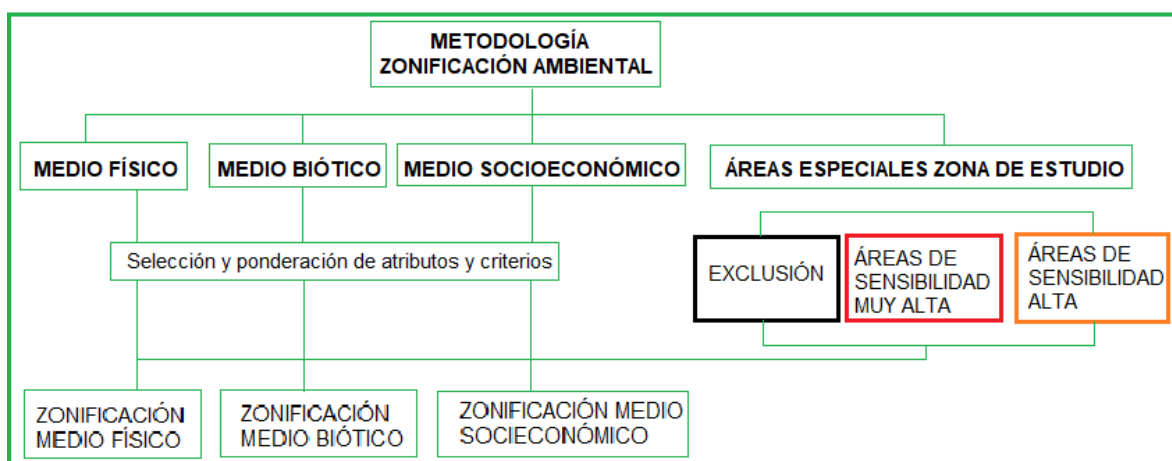 METODOLOGÍA
ZONIFICACIÓN AMBIENTAL
MEDIO FÍSICO
MEDIO BIÓTICO
MEDIO SOCIOECONÓMICO
ÁREAS ESPECIALES ZONA DE ESTUDIO
Selección y ponderación de atributos y criterios
EXCLUSIÓN
ÁREAS DE
SENSIBILIDAD
MUY ALTA
ÁREAS DE
SENSIBILIDAD
ALTA
ZONIFICACIÓN
MEDIO FÍSICO
ZONIFICACIÓN
MEDIO BIÓTICO
ZONIFICACIÓN MEDIO
SOCIECONÓMICO